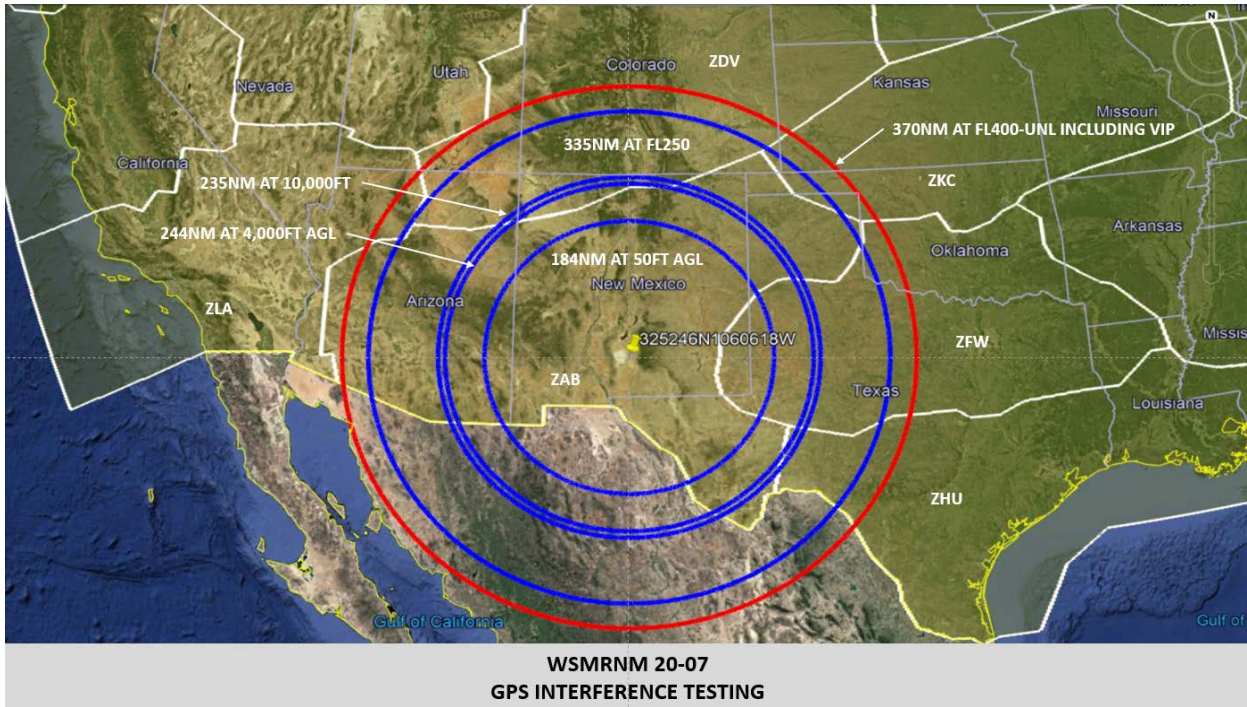 N
Nevada
Utah
Colorado
ZDV
Kansas
Missouri
370NM AT FL400-UNL INCLUDING VIP
335NM AT FL250
California
235NM AT 10,000FT
ZKC
Arkansas
244NM AT 4,000FT AGL
Oklahoma
184NM AT 50FT AGL
New Mexico
Arizona
ZLA
325246N1060618W
Missis
ZFW
ZAB
Texas
Louisiana
ZHU
Gulf of California
Gulf of
WSMRNM 20-07
GPS INTERFERENCE TESTING